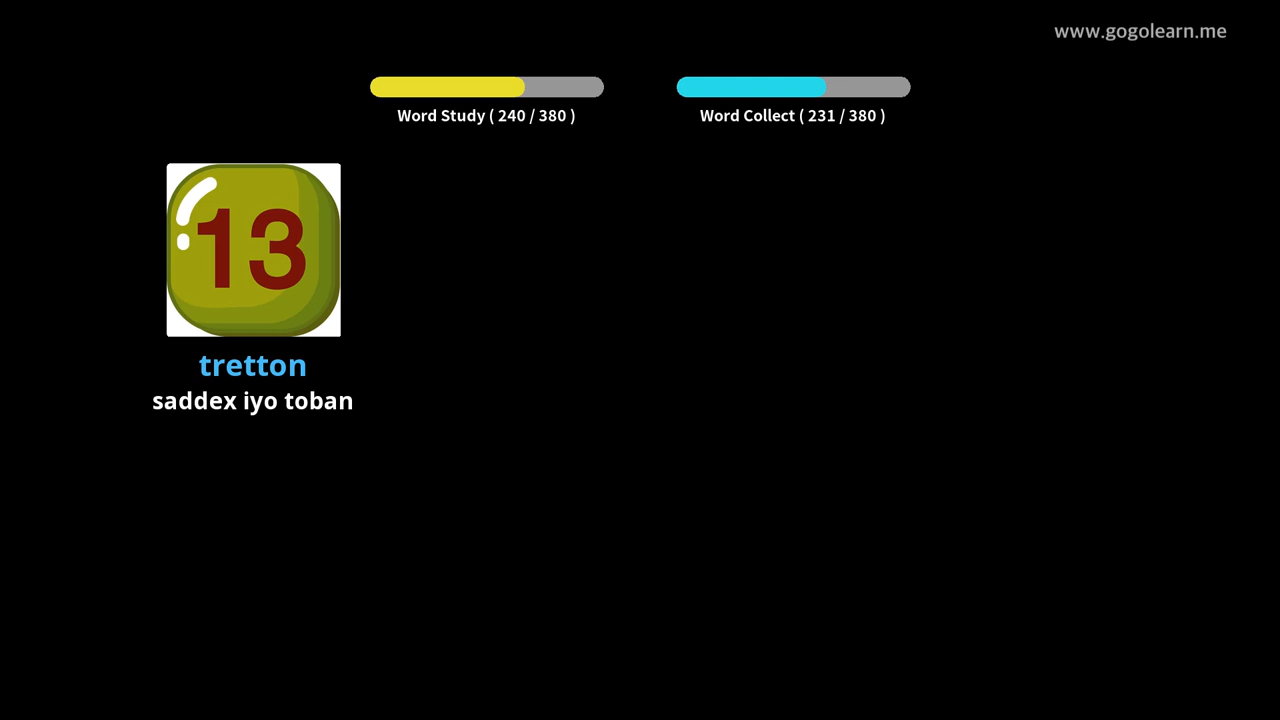 www.gogolearn.me
Word Study ( 240 / 380 )
Word Collect ( 231 / 380 )
13
tretton
saddex iyo toban